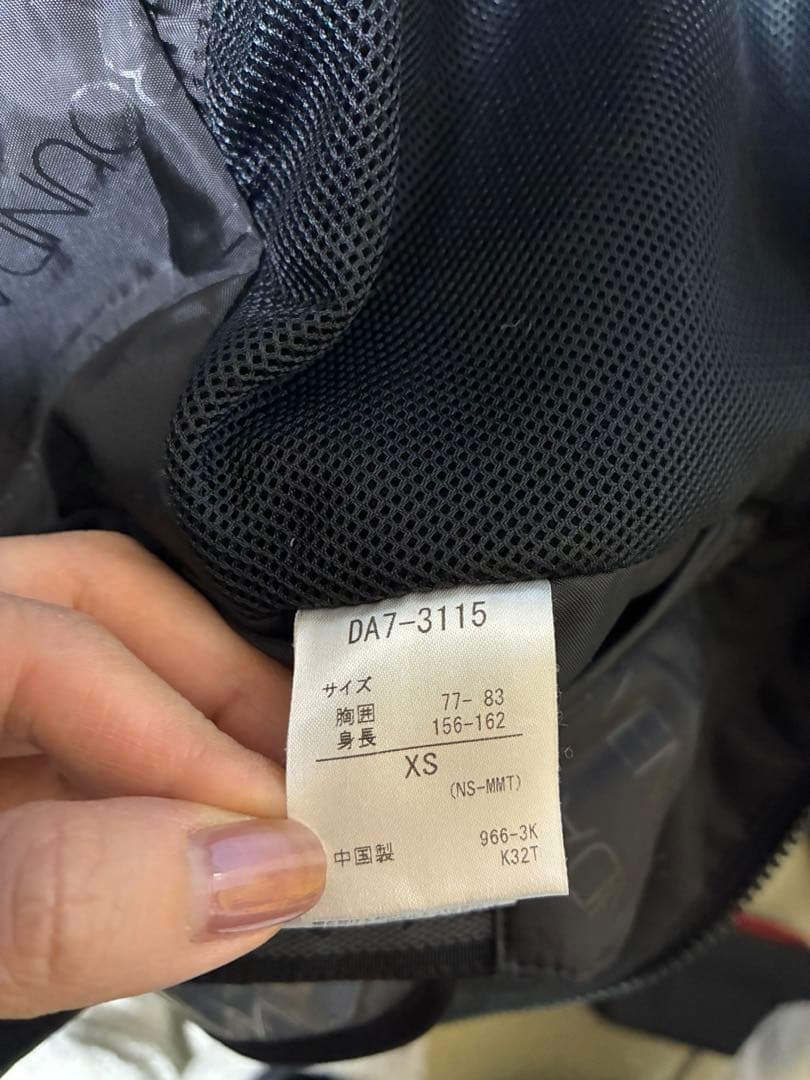 DA7-3115
サイズ
胸囲 77- 83
身長 156-162
XS
(NS-MMT)
966-3K
中国製 K32T